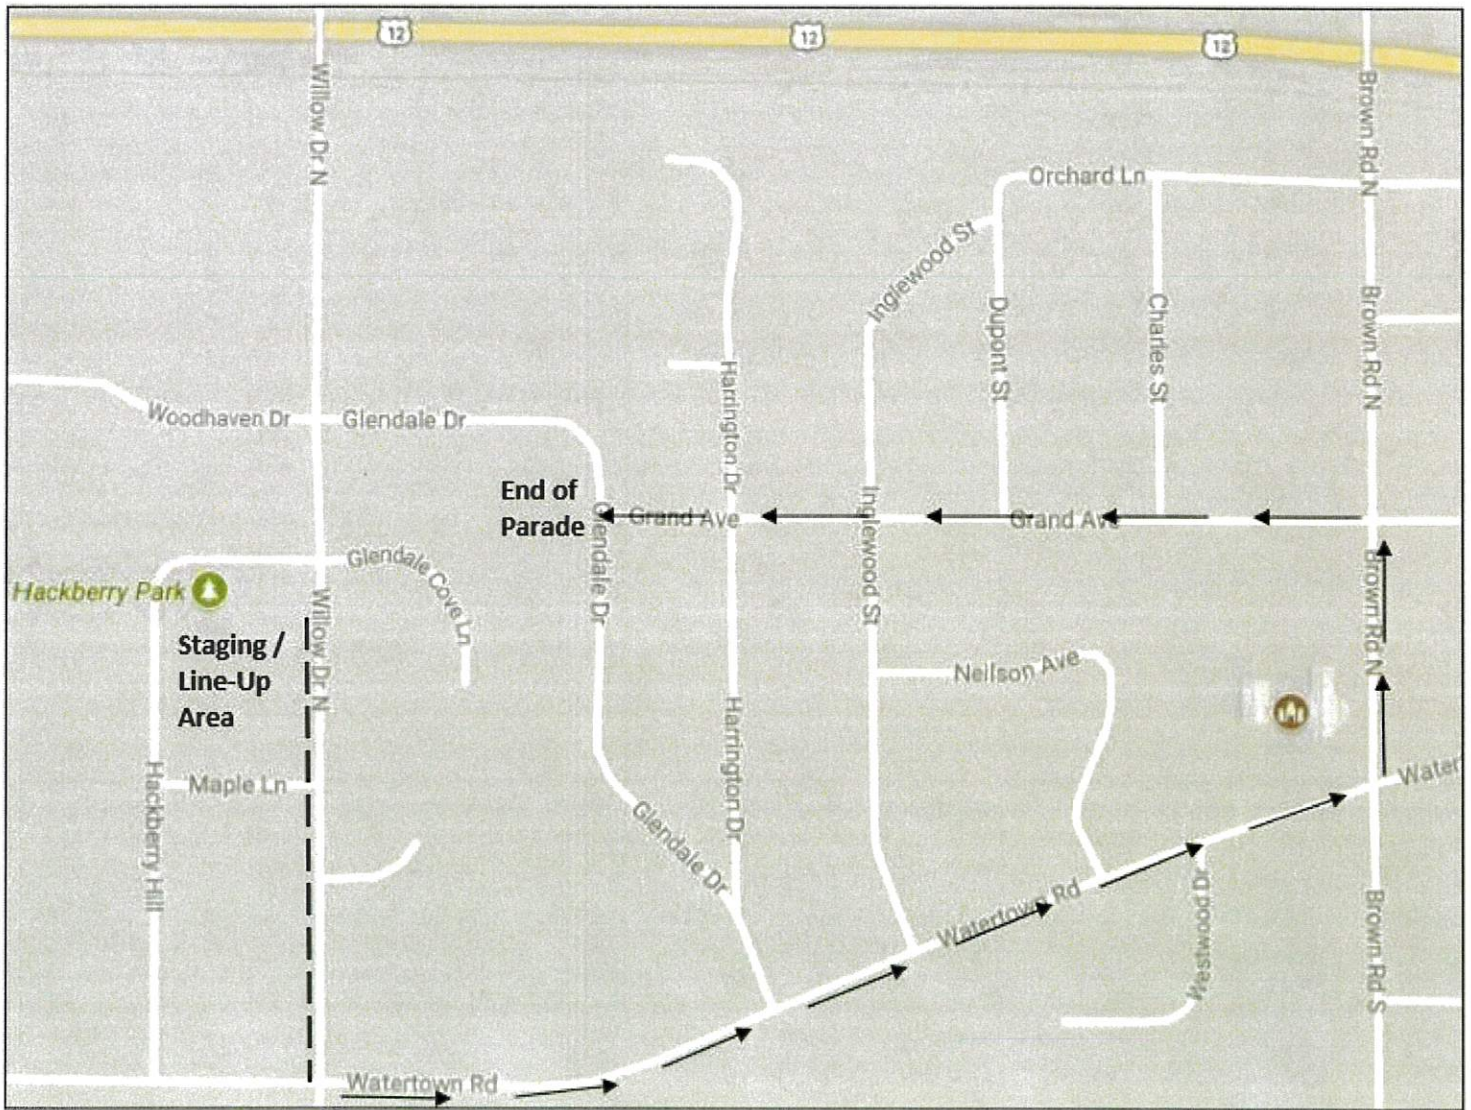 12
12
12
Willow Dr N
Brown Rd N
Orchard Ln
Inglewood St
Dupont St
Charles St
Brown Rd N
Harrington Dr
Woodhaven Dr
Glendale Dr
End of
Parade
Grand Ave
Grand Ave
Glendale Dr
Inglewood St
Brown Rd N
Glendale Cove Ln
Hackberry Park
Willow Dr N
Staging /
Line-Up
Area
Neilson Ave
Harrington Dr
Maple Ln
Hackberry Hill
Glendale Dr
Water
Watertown Rd
Westwood Dr
Brown Rd S
Watertown Rd